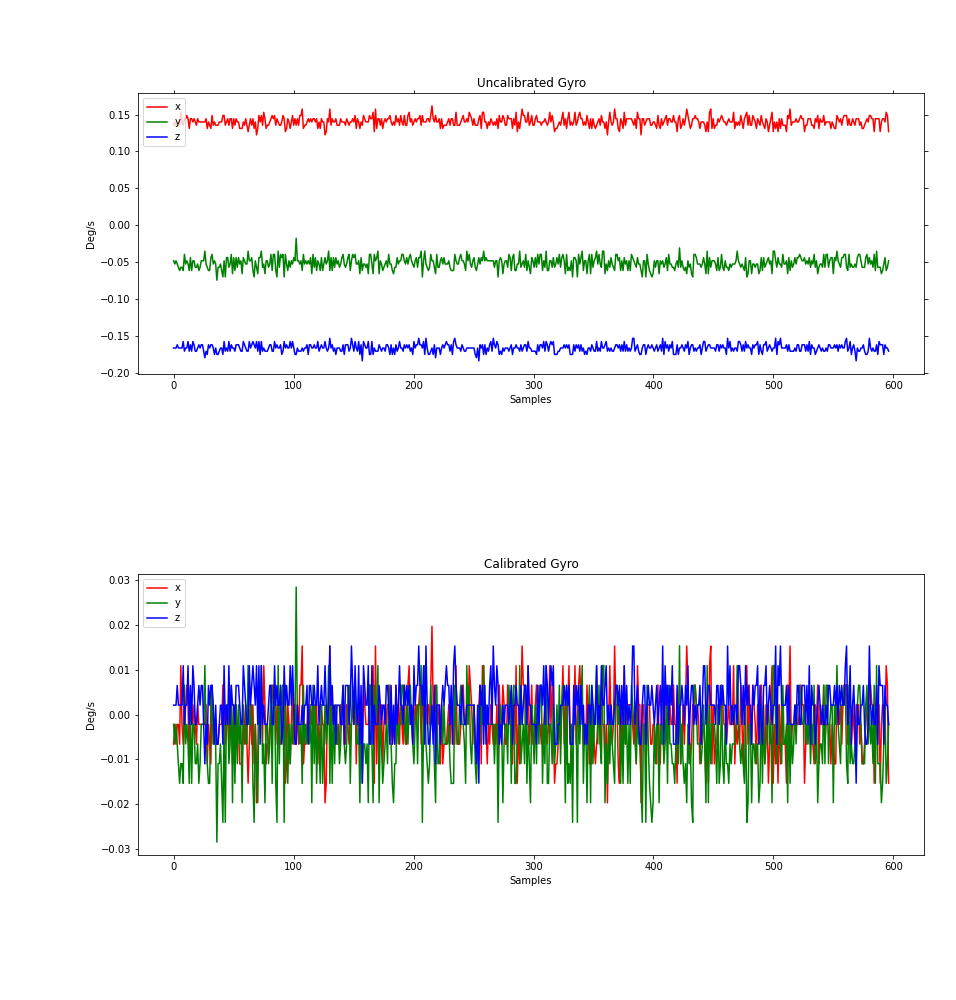 Uncalibrated Gyro
x
y
z
0.15
0.10
0.05
0.00
−0.05
−0.10
−0.15
−0.20
Deg/s
0 100 200 300 400 500 600
Samples
Calibrated Gyro
x
y
z
0.03
0.02
0.01
0.00
−0.01
−0.02
−0.03
Deg/s
0 100 200 300 400 500 600
Samples